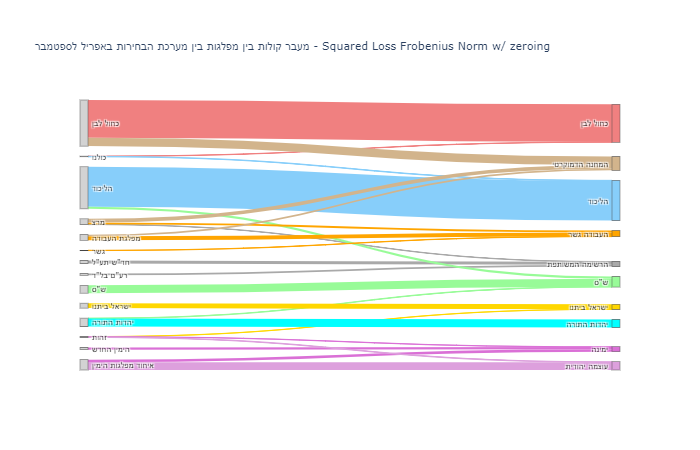 מעבר קולות בין מפלגות בין מערכת הבחירות באפריל לספטמבר - Squared Loss Frobenius Norm w/ zeroing
כחול לבן
כולנו
הליכוד
מרצ
מפלגת העבודה
גשר
חד"ש תע"ל
רע"ם בל"ד
ש"ס
ישראל ביתנו
יהדות התורה
זהות
הימין החדש
איחוד מפלגות הימין
כחול לבן
המחנה הדמוקרטי
הליכוד
העבודה גשר
הרשימה המשותפת
ש"ס
ישראל ביתנו
יהדות התורה
ימינה
עוצמה יהודית